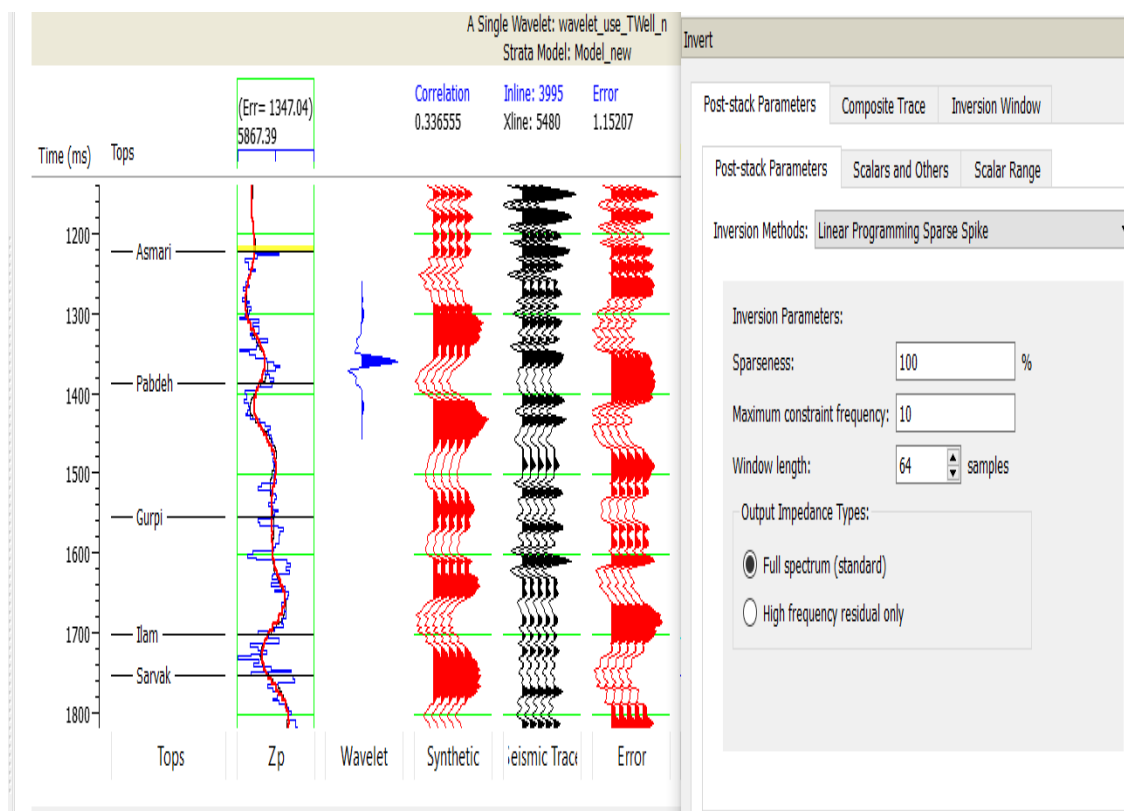 A Single Wavelet: wavelet_use_TWell_n
Strata Model: Model_new
Correlation Inline: 3995 Error
0.336555 Xline: 5480 1.15207
(Err= 1347.04)
5867.39
Time (ms) Tops
1200
Asmari
1300
Pabdeh
1400
1500
Gurpi
1600
1700
Ilam
Sarvak
1800
Tops Zp Wavelet Synthetic Seismic Trace Error
Invert
Post-stack Parameters Composite Trace Inversion Window
Post-stack Parameters Scalars and Others Scalar Range
Inversion Methods: Linear Programming Sparse Spike
Inversion Parameters:
Sparseness: 100 %
Maximum constraint frequency: 10
Window length: 64 samples
Output Impedance Types:
Full spectrum (standard)
High frequency residual only